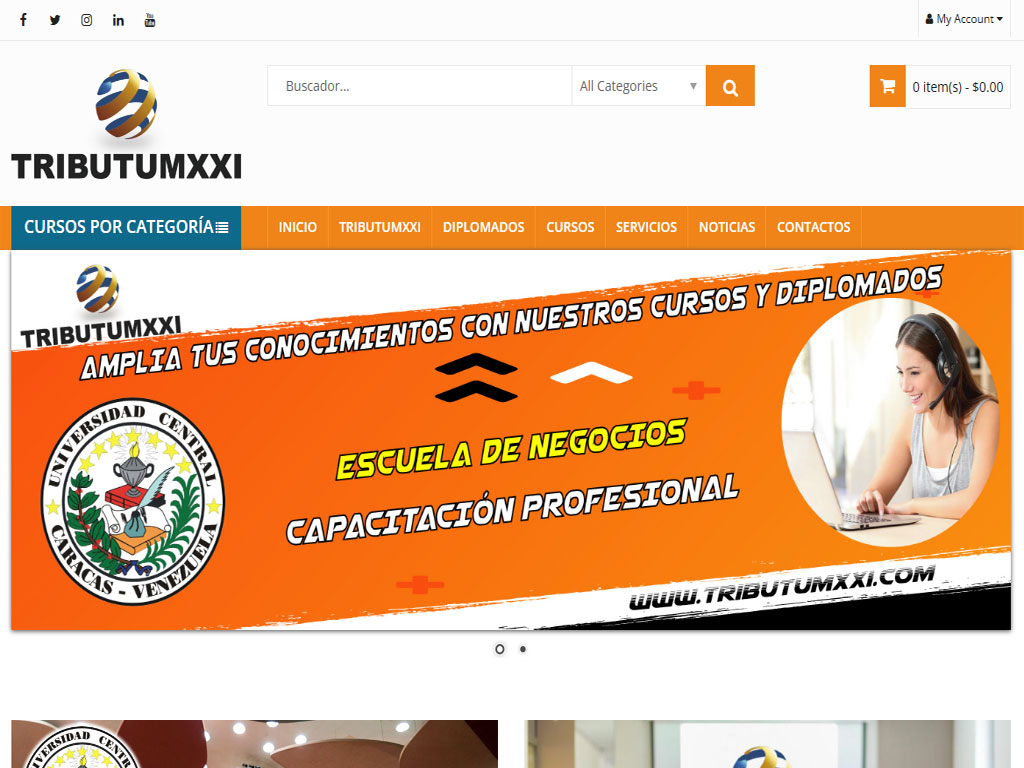 My Account
Buscador...
All Categories
0 item(s) - $0.00
TRIBUTUMXXI
CURSOS POR CATEGORÍA
INICIO
TRIBUTUMXXI
DIPLOMADOS
CURSOS
SERVICIOS
NOTICIAS
CONTACTOS
TRIBUTUMXXI
AMPLIA TUS CONOCIMIENTOS CON NUESTROS CURSOS Y DIPLOMADOS
UNIVERSIDAD CENTRAL
CARACAS - VENEZUELA
ESCUELA DE NEGOCIOS
CAPACITACIÓN PROFESIONAL
WWW.TRIBUTUMXXI.COM
UNIVERSIDAD CENTRAL